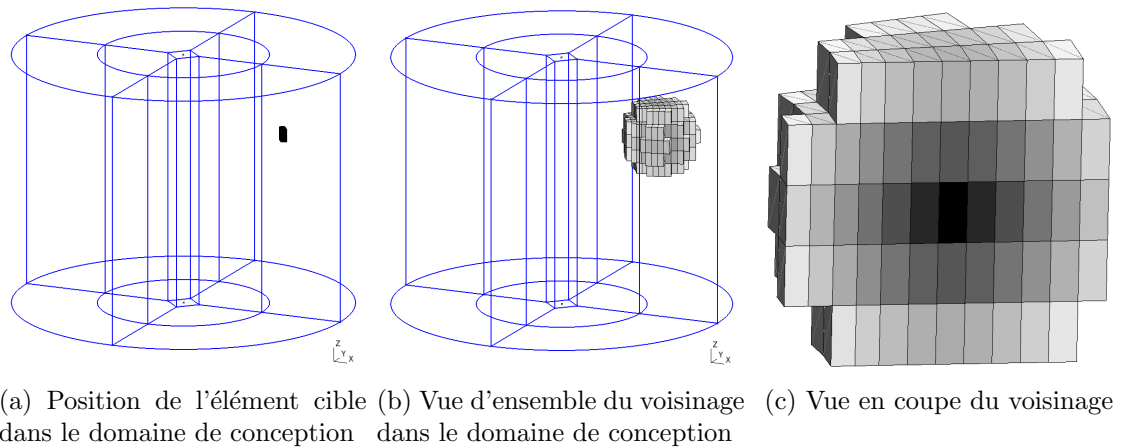 Z
Y
X
Z
Y
X
(a) Position de l'élément cible
dans le domaine de conception
(b) Vue d'ensemble du voisinage
dans le domaine de conception
(c) Vue en coupe du voisinage